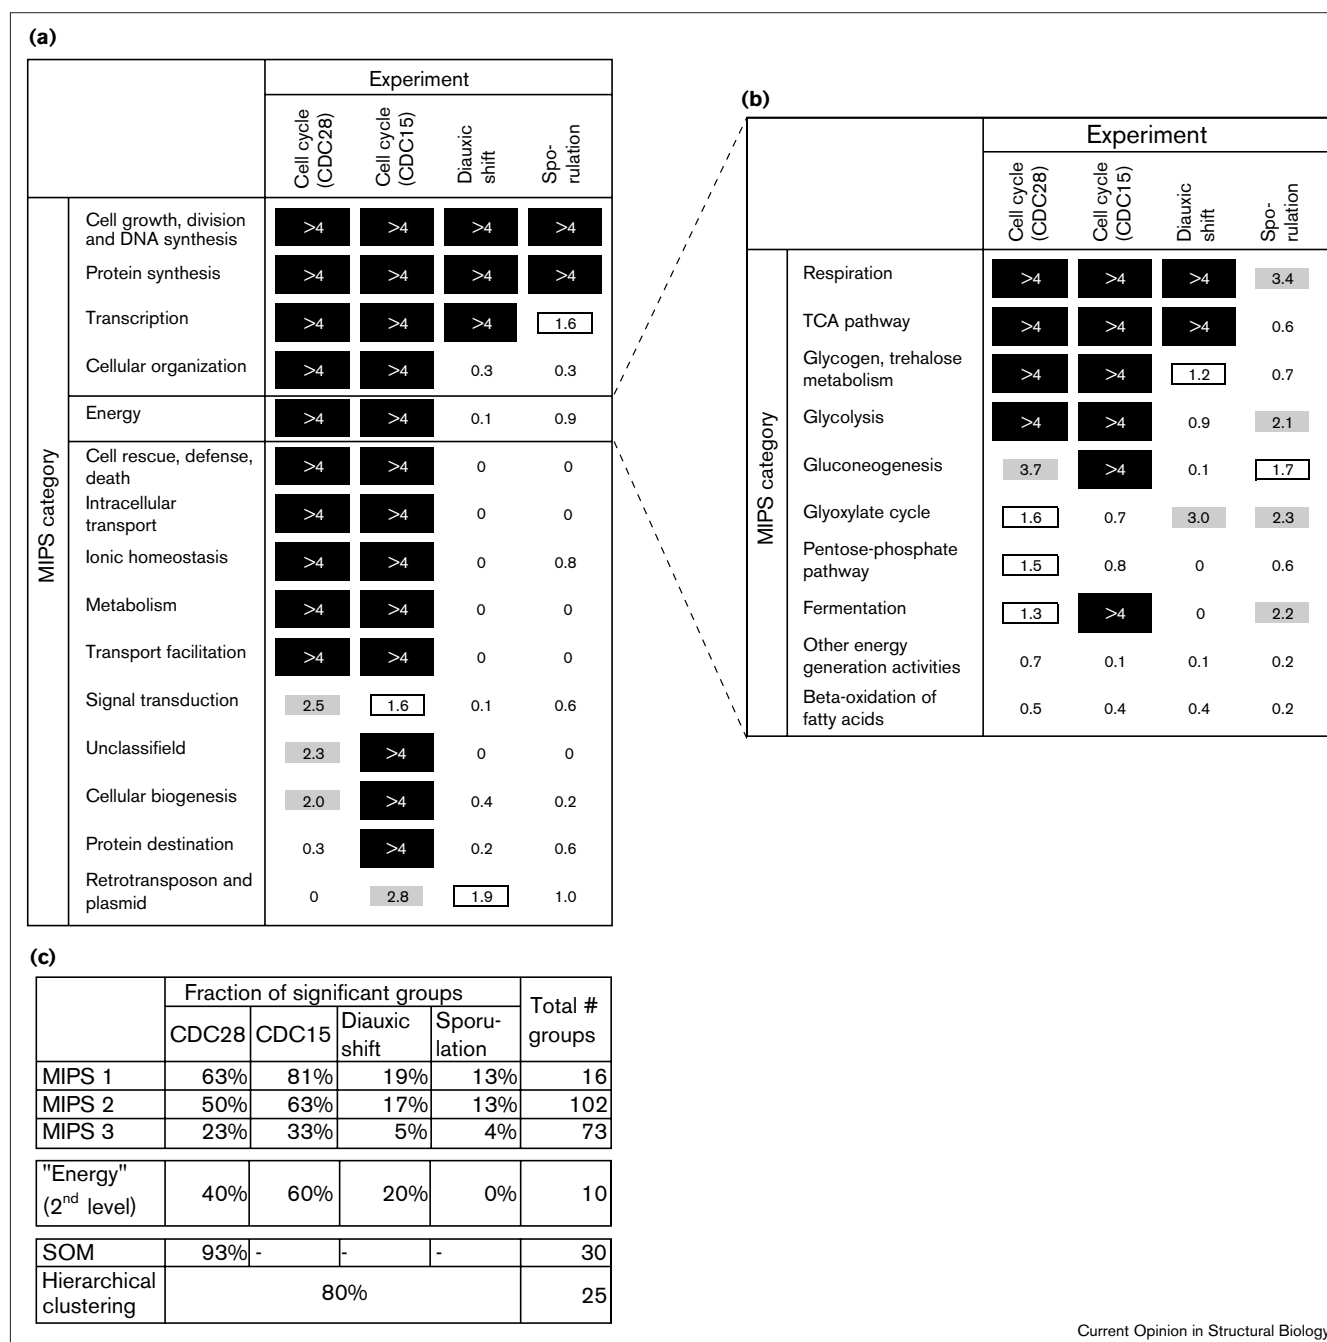 (a)
Experiment
Cell cycle (CDC28)
Cell cycle (CDC15)
Diauxic shift
Spo-rulation
MIPS category
Cell growth, division and DNA synthesis >4 >4 >4 >4
Protein synthesis >4 >4 >4 >4
Transcription >4 >4 >4 1.6
Cellular organization >4 >4 0.3 0.3
Energy >4 >4 0.1 0.9
Cell rescue, defense, death >4 >4 0 0
Intracellular transport >4 >4 0 0
Ionic homeostasis >4 >4 0 0.8
Metabolism >4 >4 0 0
Transport facilitation >4 >4 0 0
Signal transduction 2.5 1.6 0.1 0.6
Unclassifield 2.3 >4 0 0
Cellular biogenesis 2.0 >4 0.4 0.2
Protein destination 0.3 >4 0.2 0.6
Retrotransposon and plasmid 0 2.8 1.9 1.0
(b)
Experiment
Cell cycle (CDC28)
Cell cycle (CDC15)
Diauxic shift
Spo-rulation
MIPS category
Respiration >4 >4 >4 3.4
TCA pathway >4 >4 >4 0.6
Glycogen, trehalose metabolism >4 >4 1.2 0.7
Glycolysis >4 >4 0.9 2.1
Gluconeogenesis 3.7 >4 0.1 1.7
Glyoxylate cycle 1.6 0.7 3.0 2.3
Pentose-phosphate pathway 1.5 0.8 0 0.6
Fermentation 1.3 >4 0 2.2
Other energy generation activities 0.7 0.1 0.1 0.2
Beta-oxidation of fatty acids 0.5 0.4 0.4 0.2
(c)
Fraction of significant groups
Total # groups
CDC28 CDC15 Diauxic shift Sporu-lation
MIPS 1 63% 81% 19% 13% 16
MIPS 2 50% 63% 17% 13% 102
MIPS 3 23% 33% 5% 4% 73
"Energy" (2nd level) 40% 60% 20% 0% 10
SOM 93% - - - 30
Hierarchical clustering 80% 25
Current Opinion in Structural Biology